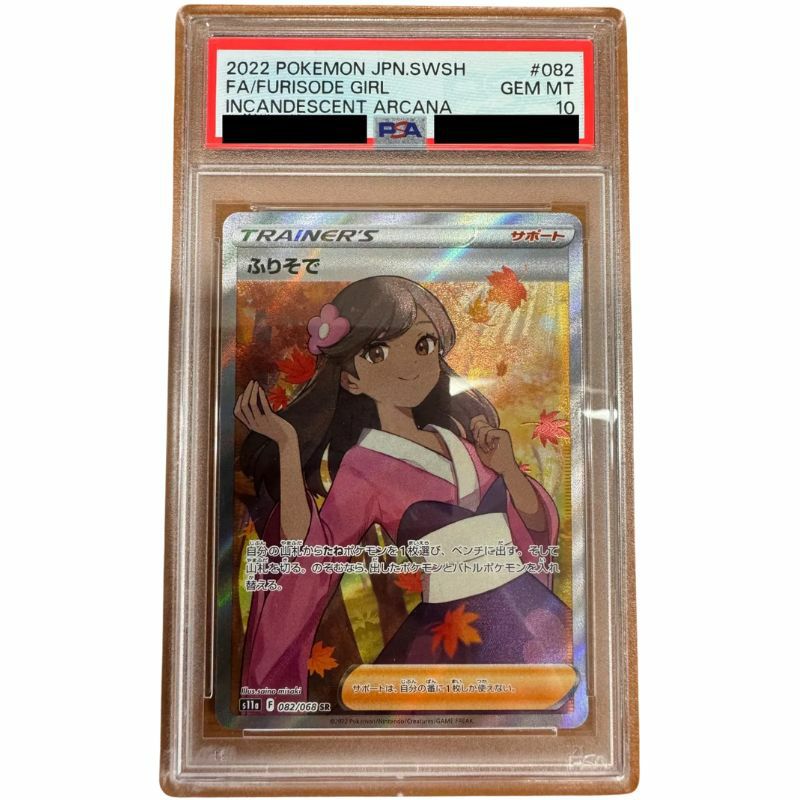 2022 POKEMON JPN.SWSH #082
FA/FURISODE GIRL GEM MT
INCANDESCENT ARCANA 10
PSA
TRAINER'S サポート
ふりそで
自分の山札からたねポケモンを1枚選び、ベンチに出す。そして
山札を切る。のぞむなら、出したポケモンとバトルポケモンを入れ
替える。
サポートは、自分の番に1枚しか使えない。
Illus. saino misaki
s11a F 082/068 SR
©2022 Pokémon/Nintendo/Creatures/GAME FREAK.